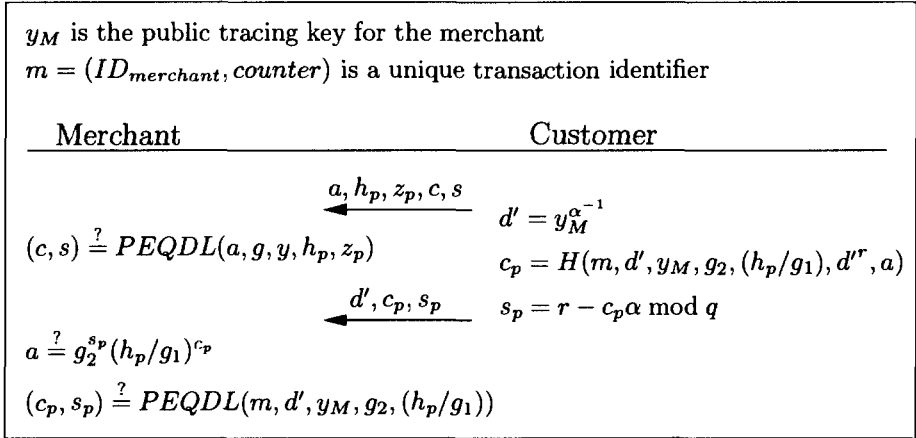 y_M is the public tracing key for the merchant
m = (ID_merchant, counter) is a unique transaction identifier
Merchant Customer
a, h_p, z_p, c, s
d' = y_M^{α^{-1}}
(c, s) ≟ PEQDL(a, g, y, h_p, z_p)
c_p = H(m, d', y_M, g_2, (h_p/g_1), d'^r, a)
d', c_p, s_p
s_p = r − c_pα mod q
a ≟ g_2^{s_p}(h_p/g_1)^{c_p}
(c_p, s_p) ≟ PEQDL(m, d', y_M, g_2, (h_p/g_1))